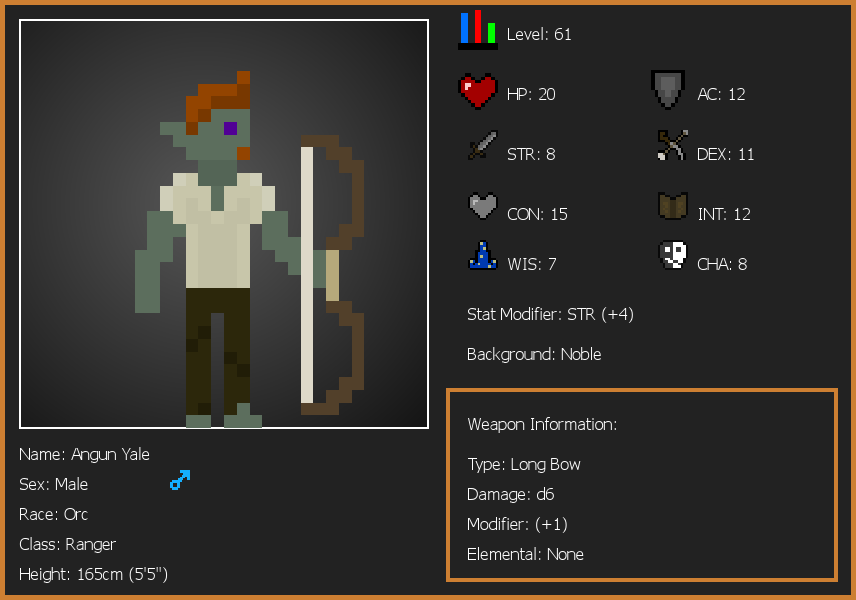 Level: 61
HP: 20
AC: 12
STR: 8
DEX: 11
CON: 15
INT: 12
WIS: 7
CHA: 8
Stat Modifier: STR (+4)
Background: Noble
Weapon Information:
Type: Long Bow
Damage: d6
Modifier: (+1)
Elemental: None
Name: Angun Yale
Sex: Male
Race: Orc
Class: Ranger
Height: 165cm (5'5")